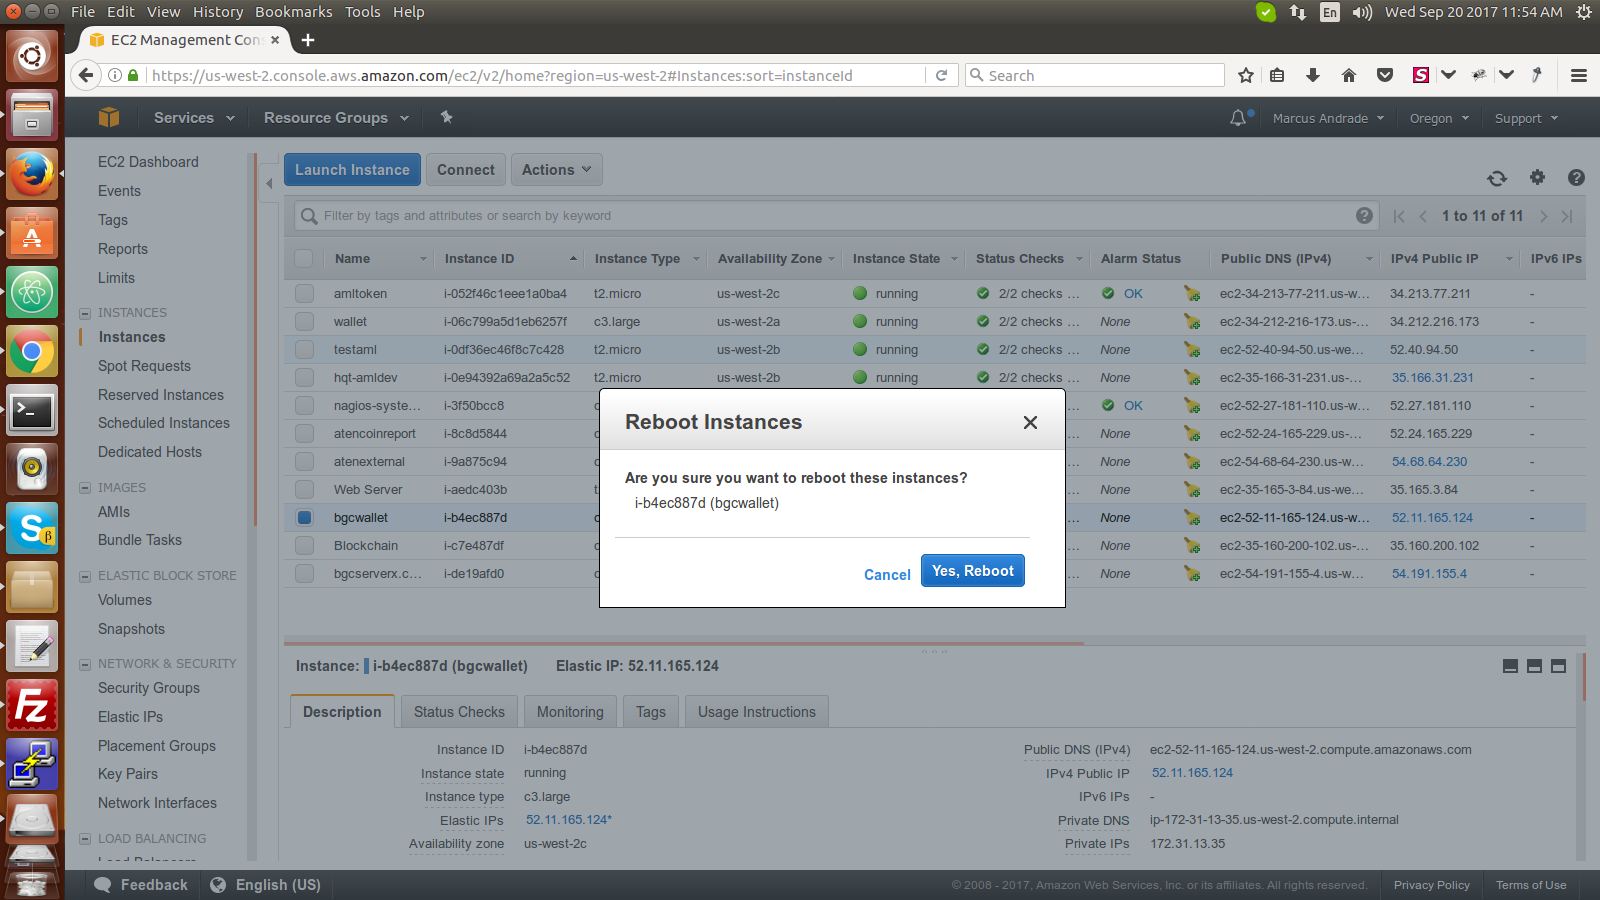 File Edit View History Bookmarks Tools Help
En Wed Sep 20 2017 11:54 AM
EC2 Management Con
https://us-west-2.console.aws.amazon.com/ec2/v2/home?region=us-west-2#Instances:sort=instanceId
Search
Services
Resource Groups
Marcus Andrade
Oregon
Support
EC2 Dashboard
Events
Tags
Reports
Limits
INSTANCES
Instances
Spot Requests
Reserved Instances
Scheduled Instances
Dedicated Hosts
IMAGES
AMIs
Bundle Tasks
ELASTIC BLOCK STORE
Volumes
Snapshots
NETWORK & SECURITY
Security Groups
Elastic IPs
Placement Groups
Key Pairs
Network Interfaces
LOAD BALANCING
Load Balancers
Launch Instance
Connect
Actions
Filter by tags and attributes or search by keyword
1 to 11 of 11
Name Instance ID Instance Type Availability Zone Instance State Status Checks Alarm Status Public DNS (IPv4) IPv4 Public IP IPv6 IPs
amltoken i-052f46c1eee1a0ba4 t2.micro us-west-2c running 2/2 checks ... OK ec2-34-213-77-211.us-w... 34.213.77.211 -
wallet i-06c799a5d1eb6257f c3.large us-west-2a running 2/2 checks ... None ec2-34-212-216-173.us-... 34.212.216.173 -
testaml i-0df36ec46f8c7c428 t2.micro us-west-2b running 2/2 checks ... None ec2-52-40-94-50.us-we... 52.40.94.50 -
hqt-amldev i-0e94392a69a2a5c52 t2.micro us-west-2b running 2/2 checks ... None ec2-35-166-31-231.us-... 35.166.31.231 -
nagios-syste... i-3f50bcc8 OK ec2-52-27-181-110.us-w... 52.27.181.110 -
atencoinreport i-8c8d5844 None ec2-52-24-165-229.us-... 52.24.165.229 -
atenexternal i-9a875c94 None ec2-54-68-64-230.us-w... 54.68.64.230 -
Web Server i-aedc403b None ec2-35-165-3-84.us-we... 35.165.3.84 -
bgcwallet i-b4ec887d None ec2-52-11-165-124.us-w... 52.11.165.124 -
Blockchain i-c7e487df None ec2-35-160-200-102.us-... 35.160.200.102 -
bgcserverx.c... i-de19afd0 None ec2-54-191-155-4.us-w... 54.191.155.4 -
Reboot Instances
Are you sure you want to reboot these instances?
i-b4ec887d (bgcwallet)
Cancel
Yes, Reboot
Instance: i-b4ec887d (bgcwallet) Elastic IP: 52.11.165.124
Description
Status Checks
Monitoring
Tags
Usage Instructions
Instance ID i-b4ec887d
Instance state running
Instance type c3.large
Elastic IPs 52.11.165.124*
Availability zone us-west-2c
Public DNS (IPv4) ec2-52-11-165-124.us-west-2.compute.amazonaws.com
IPv4 Public IP 52.11.165.124
IPv6 IPs -
Private DNS ip-172-31-13-35.us-west-2.compute.internal
Private IPs 172.31.13.35
Feedback
English (US)
© 2008 - 2017, Amazon Web Services, Inc. or its affiliates. All rights reserved.
Privacy Policy
Terms of Use